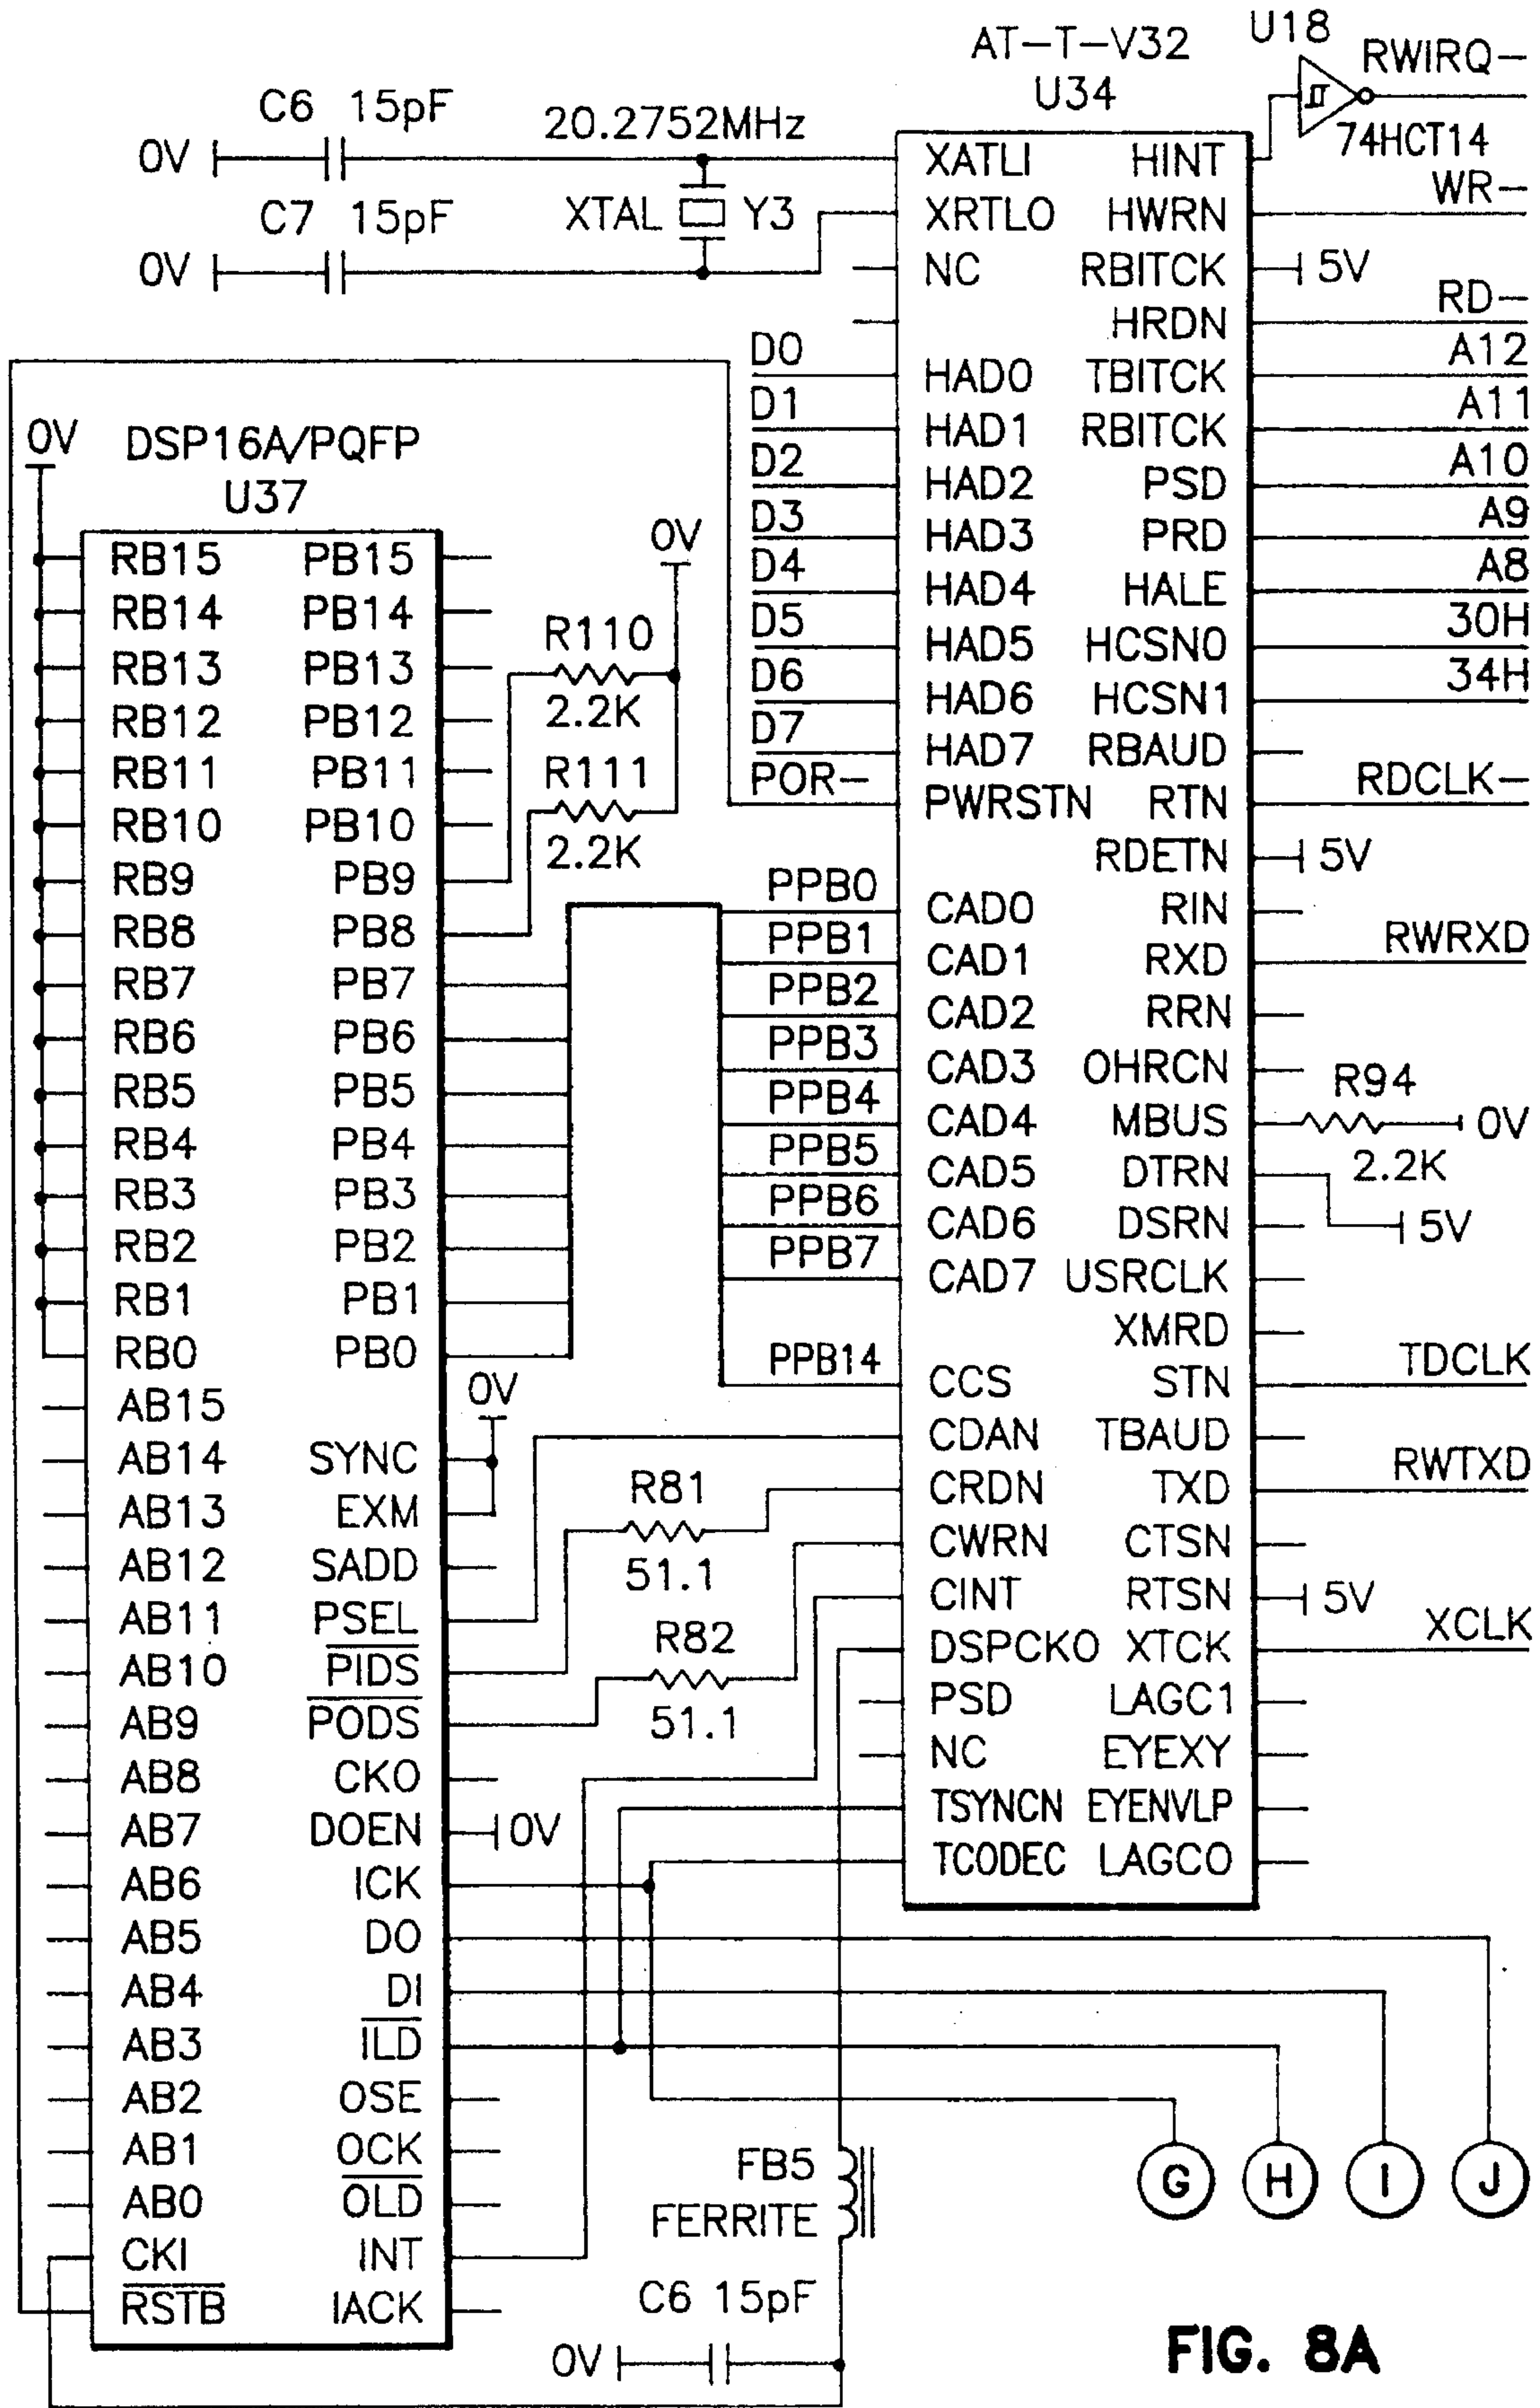 AT-T-V32
U34
U18
RWIRQ-
74HCT14
C6 15pF
0V
20.2752MHz
C7 15pF
0V
XTAL
Y3
XATLI HINT
XRTLO HWRN WR-
NC RBITCK 5V
HRDN RD-
D0 HAD0 TBITCK A12
D1 HAD1 RBITCK A11
D2 HAD2 PSD A10
D3 HAD3 PRD A9
D4 HAD4 HALE A8
D5 HAD5 HCSN0 30H
D6 HAD6 HCSN1 34H
D7 HAD7 RBAUD
POR- PWRSTN RTN RDCLK-
RDETN 5V
PPB0 CAD0 RIN
PPB1 CAD1 RXD RWRXD
PPB2 CAD2 RRN
PPB3 CAD3 OHRCN
PPB4 CAD4 MBUS R94 0V
2.2K
PPB5 CAD5 DTRN
PPB6 CAD6 DSRN 5V
PPB7 CAD7 USRCLK
XMRD
PPB14 CCS STN TDCLK
CDAN TBAUD
CRDN TXD RWTXD
CWRN CTSN
CINT RTSN 5V
DSPCKO XTCK XCLK
PSD LAGC1
NC EYEXY
TSYNCN EYENVLP
TCODEC LAGCO
0V
DSP16A/PQFP
U37
RB15 PB15
RB14 PB14
RB13 PB13
RB12 PB12
RB11 PB11
RB10 PB10
RB9 PB9
RB8 PB8
RB7 PB7
RB6 PB6
RB5 PB5
RB4 PB4
RB3 PB3
RB2 PB2
RB1 PB1
RB0 PB0
AB15
AB14 SYNC
AB13 EXM
AB12 SADD
AB11 PSEL
AB10 PIDS
AB9 PODS
AB8 CKO
AB7 DOEN 0V
AB6 ICK
AB5 DO
AB4 DI
AB3 ILD
AB2 OSE
AB1 OCK
AB0 OLD
CKI INT
RSTB IACK
0V
R110
2.2K
R111
2.2K
0V
R81
51.1
R82
51.1
FB5
FERRITE
C6 15pF
0V
G H I J
FIG. 8A